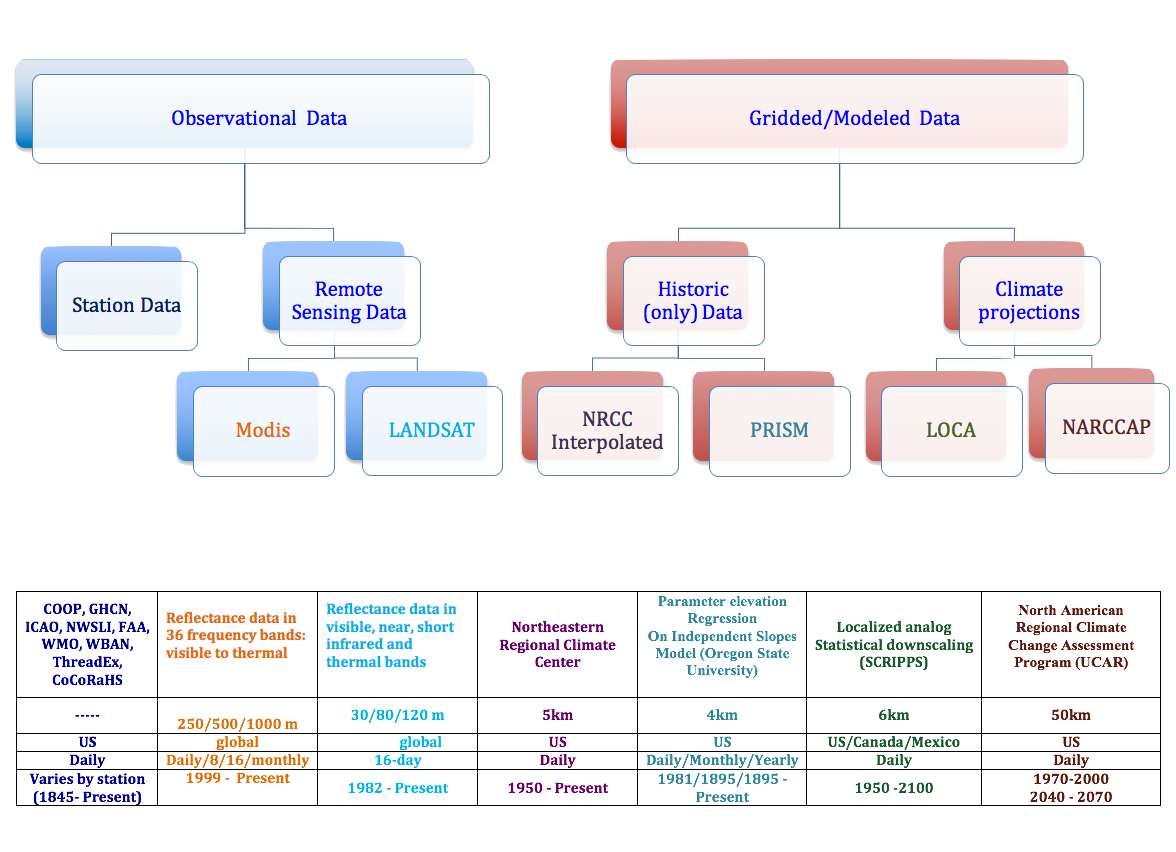 Observational Data
Gridded/Modeled Data
Station Data
Remote
Sensing Data
Historic
(only) Data
Climate
projections
Modis
LANDSAT
NRCC
Interpolated
PRISM
LOCA
NARCCAP
COOP, GHCN,
ICAO, NWSLI, FAA,
WMO, WBAN,
ThreadEx,
CoCoRaHS
Reflectance data in
36 frequency bands:
visible to thermal
Reflectance data in
visible, near, short
infrared and
thermal bands
Northeastern
Regional Climate
Center
Parameter elevation
Regression
On Independent Slopes
Model (Oregon State
University)
Localized analog
Statistical downscaling
(SCRIPPS)
North American
Regional Climate
Change Assessment
Program (UCAR)
-----
250/500/1000 m
30/80/120 m
5km
4km
6km
50km
US
global
global
US
US
US/Canada/Mexico
US
Daily
Daily/8/16/monthly
16-day
Daily
Daily/Monthly/Yearly
Daily
Daily
Varies by station
(1845- Present)
1999 - Present
1982 - Present
1950 - Present
1981/1895/1895 -
Present
1950 -2100
1970-2000
2040 - 2070